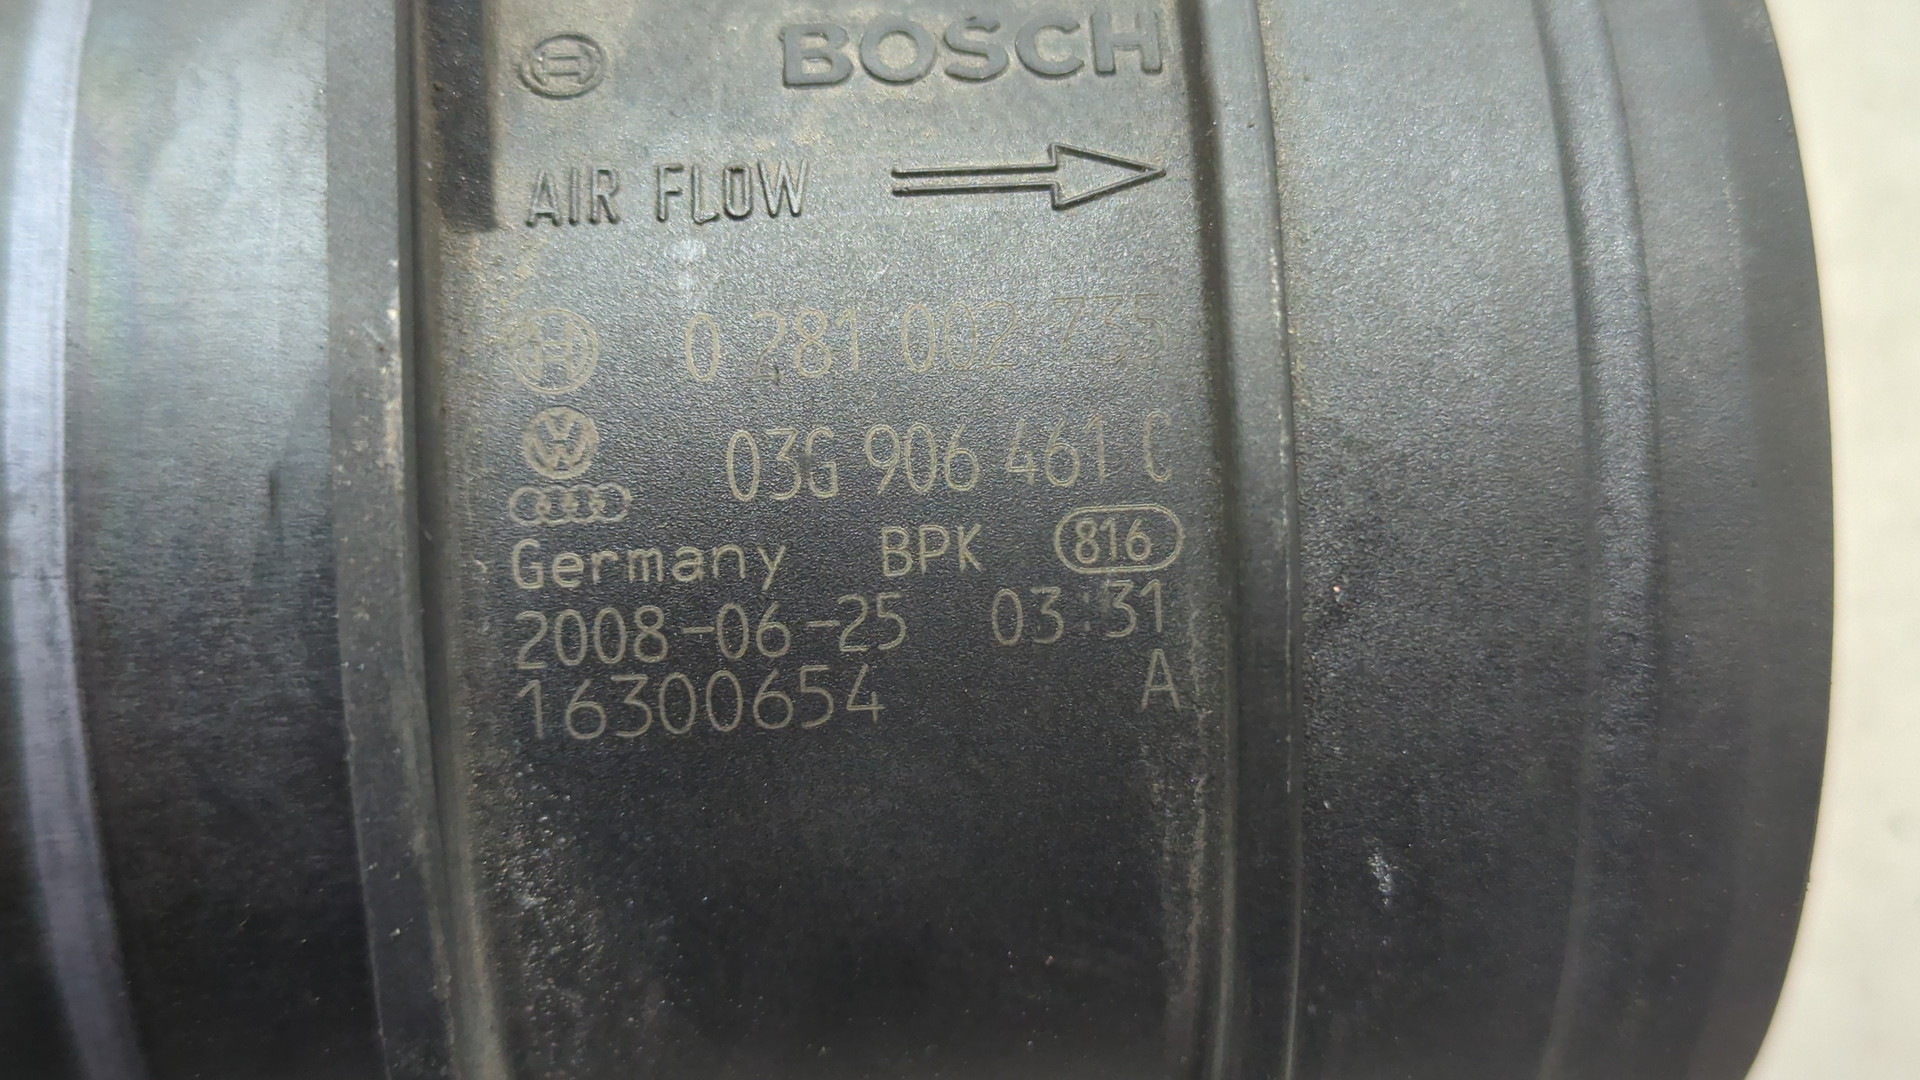 BOSCH
AIR FLOW
0 281 002 735
03G 906 461 C
Germany BPK 816
2008-06-25 03:31
16300654 A